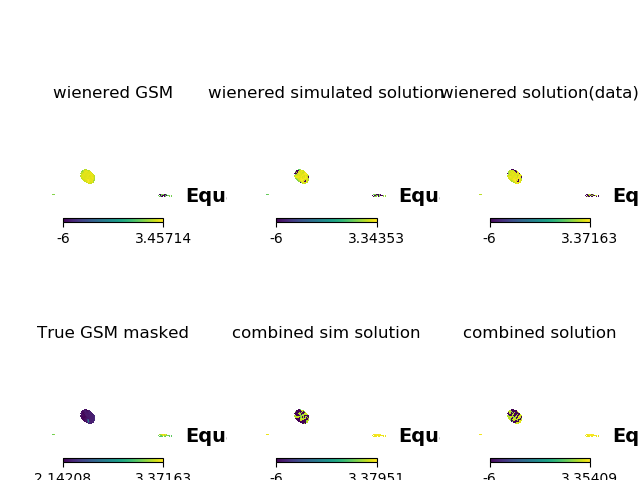 wienered GSM wienered simulated solution wienered solution(data)
Equ Equ Eq
-6 3.45714 -6 3.34353 -6 3.37163
True GSM masked combined sim solution combined solution
Equ Equ Eq
2.14208 3.37163 -6 3.37951 -6 3.35409